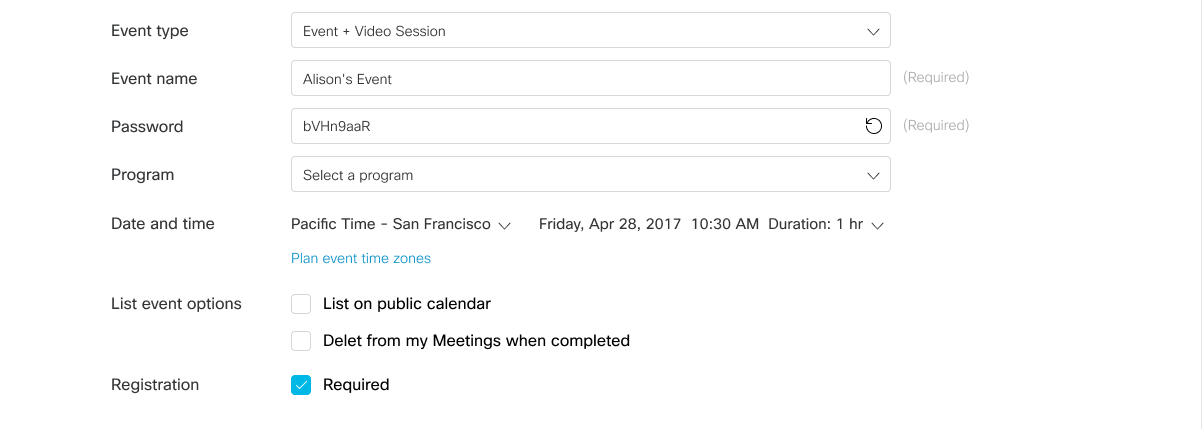 Event type Event + Video Session
Event name Alison's Event (Required)
Password bVHn9aaR (Required)
Program Select a program
Date and time Pacific Time - San Francisco Friday, Apr 28, 2017 10:30 AM Duration: 1 hr
Plan event time zones
List event options List on public calendar
Delet from my Meetings when completed
Registration Required